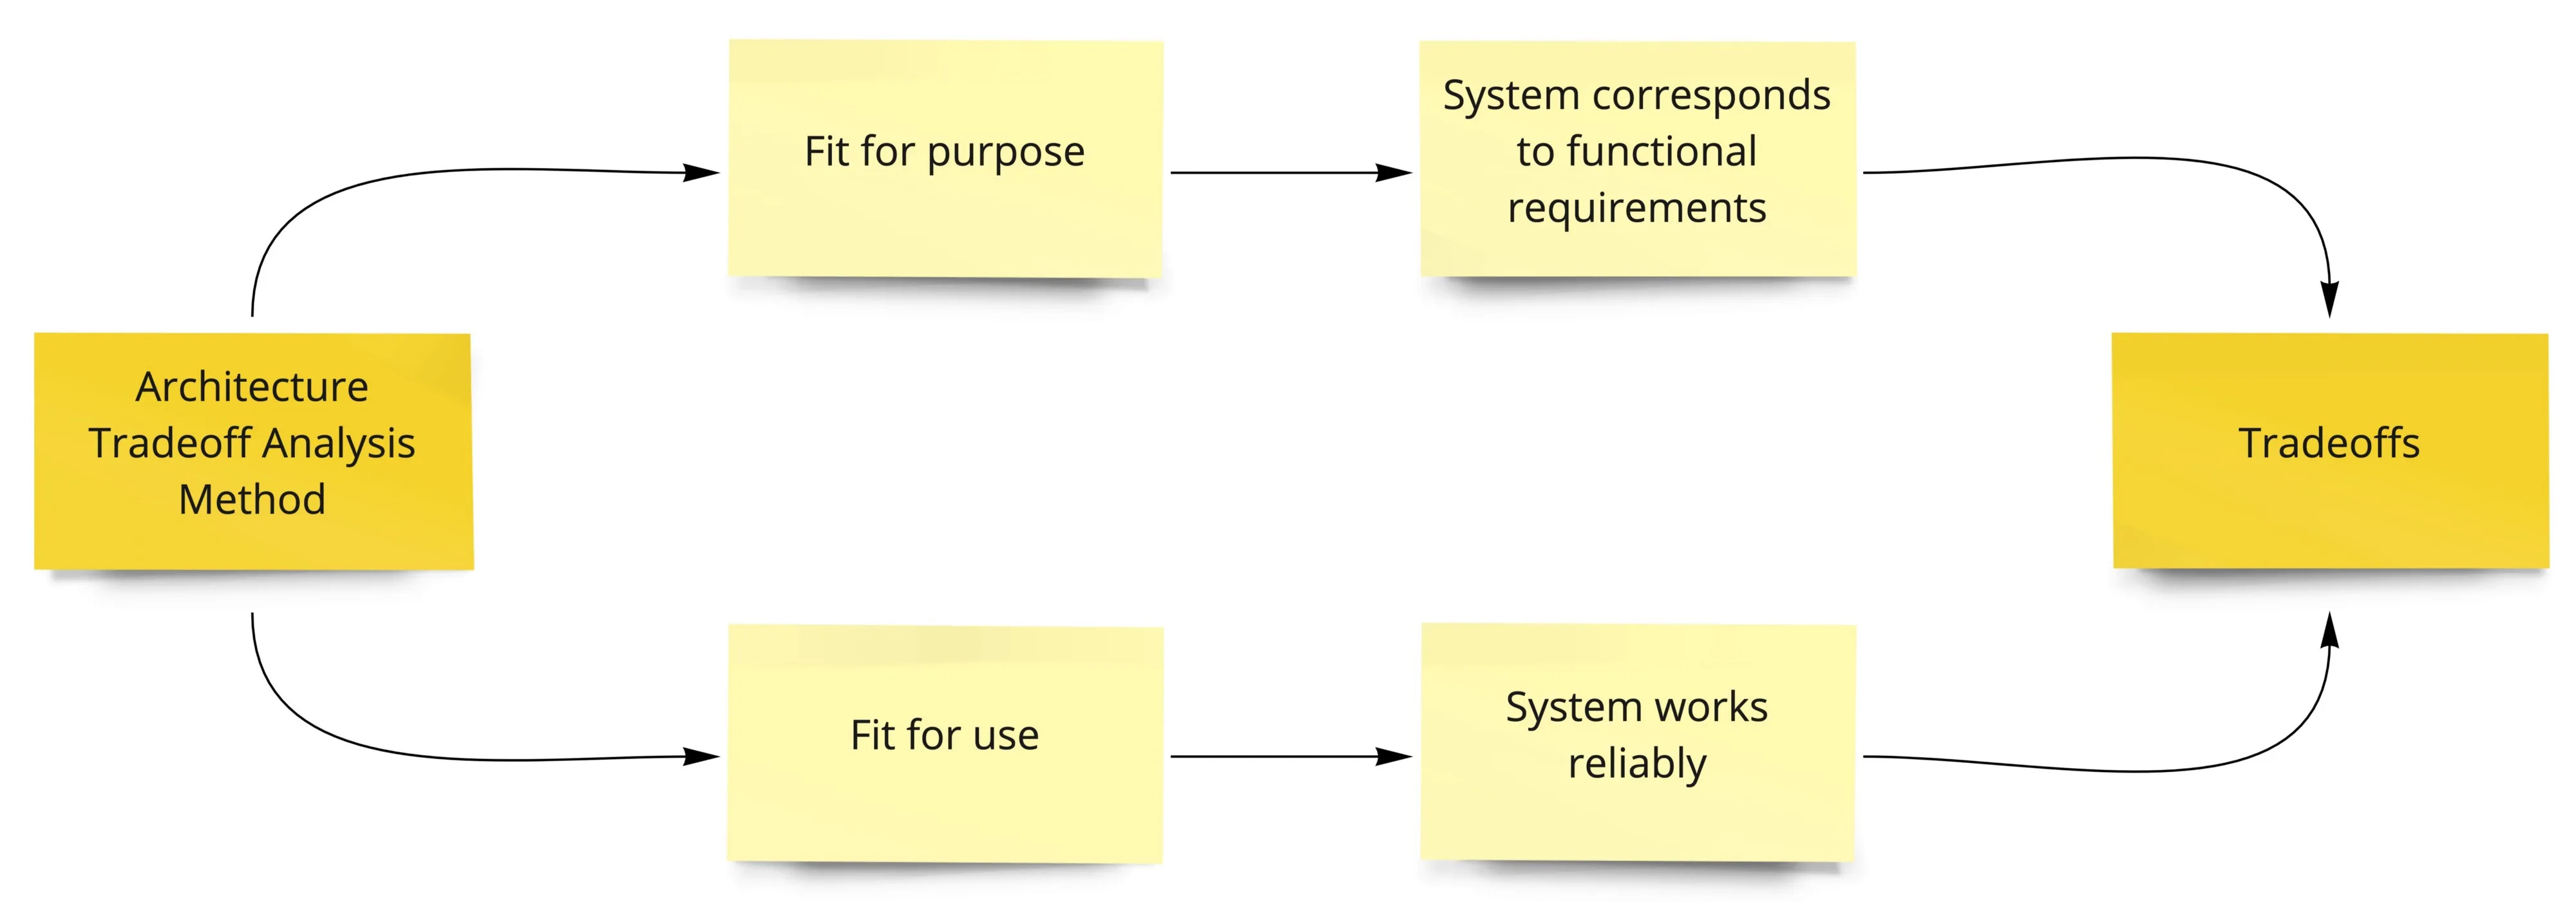 Fit for purpose
System corresponds
to functional
requirements
Architecture
Tradeoff Analysis
Method
Tradeoffs
Fit for use
System works
reliably